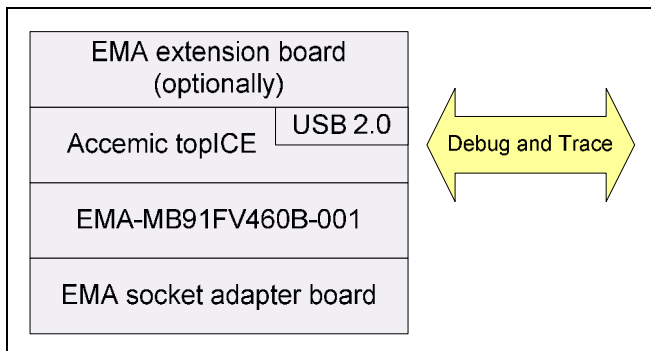 EMA extension board
(optionally)
USB 2.0
Accemic topICE
Debug and Trace
EMA-MB91FV460B-001
EMA socket adapter board